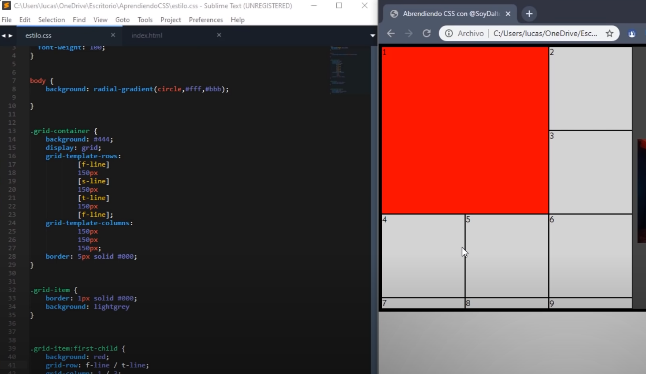 C:\Users\lucas\OneDrive\Escritorio\AprendiendoCSS\estilo.css - Sublime Text (UNREGISTERED)
File Edit Selection Find View Goto Tools Project Preferences Help
estilo.css
index.html
3 font-weight: 100;
4 }
5
6
7 body {
8 background: radial-gradient(circle,#fff,#bbb);
9
10 }
11
12
13 .grid-container {
14 background: #444;
15 display: grid;
16 grid-template-rows:
17 [f-line]
18 150px
19 [s-line]
20 150px
21 [t-line]
22 150px
23 [f-line];
24 grid-template-columns:
25 150px
26 150px
27 150px;
28 border: 5px solid #000;
29 }
30
31
32 .grid-item {
33 border: 1px solid #000;
34 background: lightgrey
35 }
36
37
38
39 .grid-item:first-child {
40 background: red;
41 grid-row: f-line / t-line;
42 grid-column: 1 / 3;
Abrendiendo CSS con @SoyDal
Archivo | C:/Users/lucas/OneDrive/Esc...
1 2
3
4 5 6
7 8 9